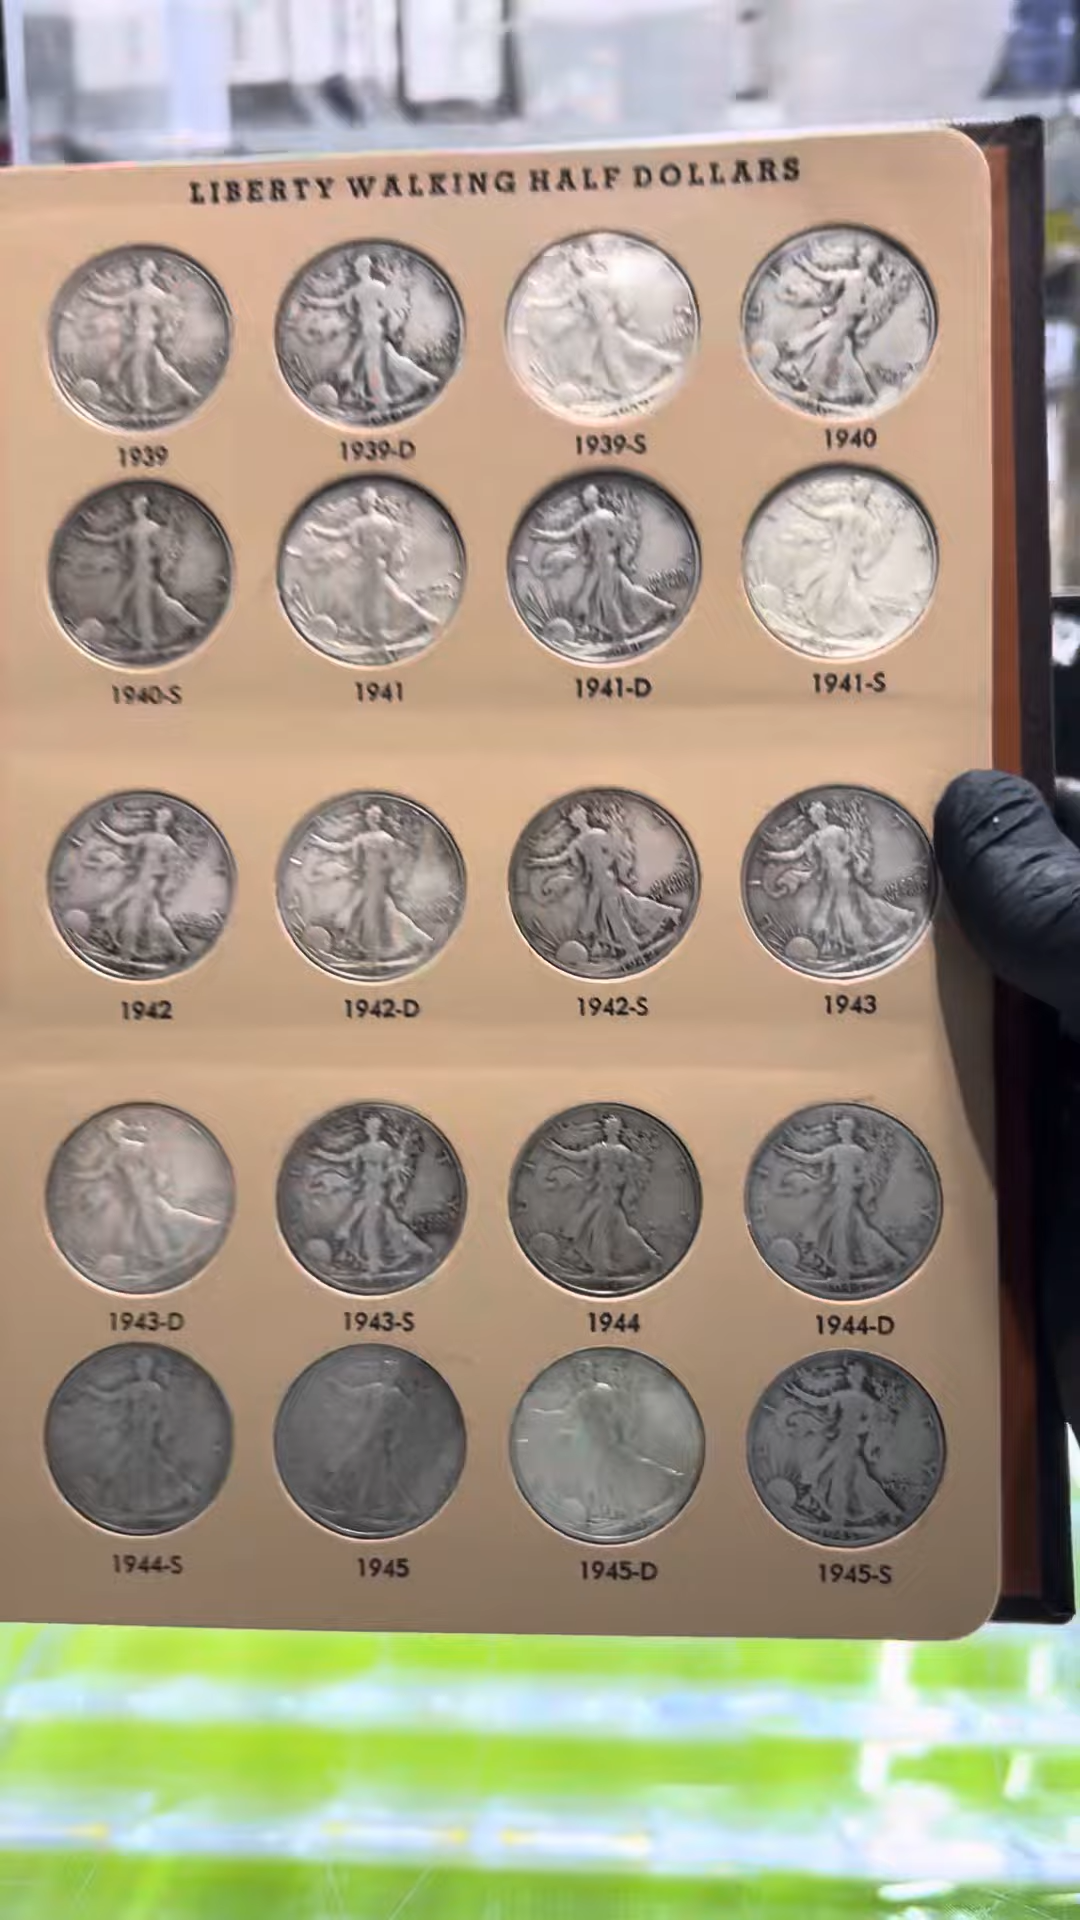 LIBERTY WALKING HALF DOLLARS
1939 1939-D 1939-S 1940
1940-S 1941 1941-D 1941-S
1942 1942-D 1942-S 1943
1943-D 1943-S 1944 1944-D
1944-S 1945 1945-D 1945-S